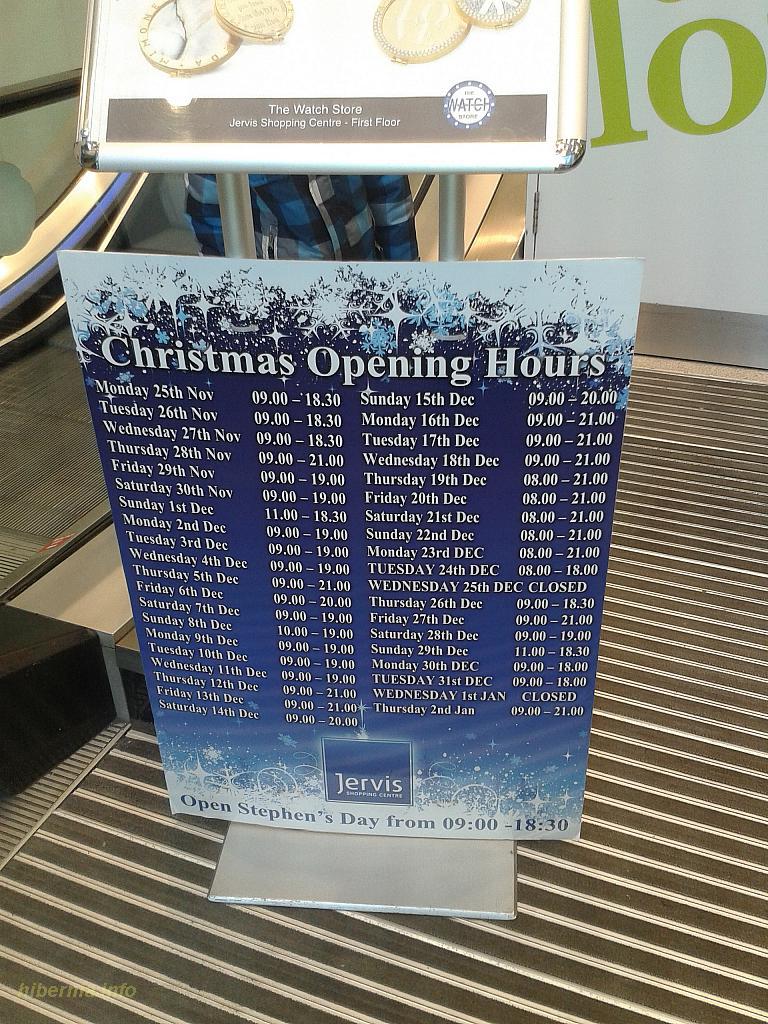 The Watch Store
Jervis Shopping Centre - First Floor
THE
WATCH
STORE
lo
Christmas Opening Hours
Monday 25th Nov 09.00 – 18.30
Tuesday 26th Nov 09.00 – 18.30
Wednesday 27th Nov 09.00 – 18.30
Thursday 28th Nov 09.00 – 21.00
Friday 29th Nov 09.00 – 19.00
Saturday 30th Nov 09.00 – 19.00
Sunday 1st Dec 11.00 – 18.30
Monday 2nd Dec 09.00 – 19.00
Tuesday 3rd Dec 09.00 – 19.00
Wednesday 4th Dec 09.00 – 19.00
Thursday 5th Dec 09.00 – 21.00
Friday 6th Dec 09.00 – 20.00
Saturday 7th Dec 09.00 – 19.00
Sunday 8th Dec 10.00 – 19.00
Monday 9th Dec 09.00 – 19.00
Tuesday 10th Dec 09.00 – 19.00
Wednesday 11th Dec 09.00 – 19.00
Thursday 12th Dec 09.00 – 21.00
Friday 13th Dec 09.00 – 21.00
Saturday 14th Dec 09.00 – 20.00
Sunday 15th Dec 09.00 – 20.00
Monday 16th Dec 09.00 – 21.00
Tuesday 17th Dec 09.00 – 21.00
Wednesday 18th Dec 09.00 – 21.00
Thursday 19th Dec 08.00 – 21.00
Friday 20th Dec 08.00 – 21.00
Saturday 21st Dec 08.00 – 21.00
Sunday 22nd Dec 08.00 – 21.00
Monday 23rd DEC 08.00 – 21.00
TUESDAY 24th DEC 08.00 – 18.00
WEDNESDAY 25th DEC CLOSED
Thursday 26th Dec 09.00 – 18.30
Friday 27th Dec 09.00 – 21.00
Saturday 28th Dec 09.00 – 19.00
Sunday 29th Dec 11.00 – 18.30
Monday 30th DEC 09.00 – 18.00
TUESDAY 31st DEC 09.00 – 18.00
WEDNESDAY 1st JAN CLOSED
Thursday 2nd Jan 09.00 – 21.00
Jervis
SHOPPING CENTRE
Open Stephen's Day from 09:00 -18:30